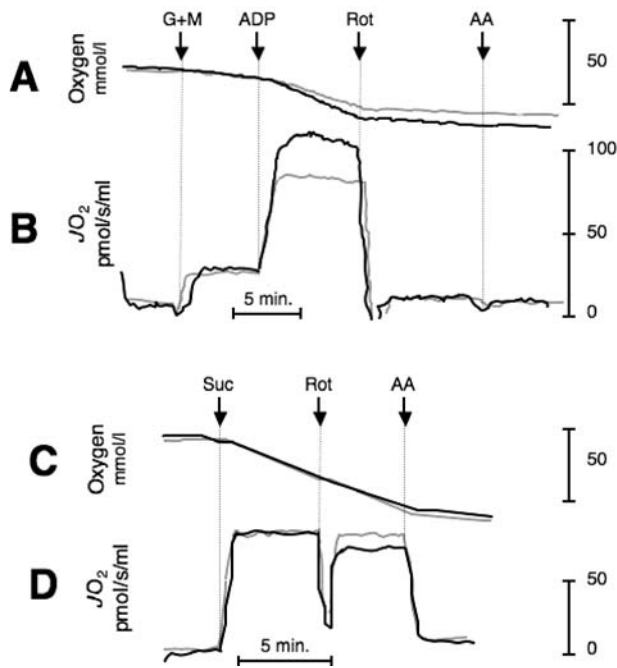 G+M ADP Rot AA
A
Oxygen
mmol/l
50
B
JO2
pmol/s/ml
100
50
0
5 min.
Suc Rot AA
C
Oxygen
mmol/l
50
D
JO2
pmol/s/ml
50
0
5 min.